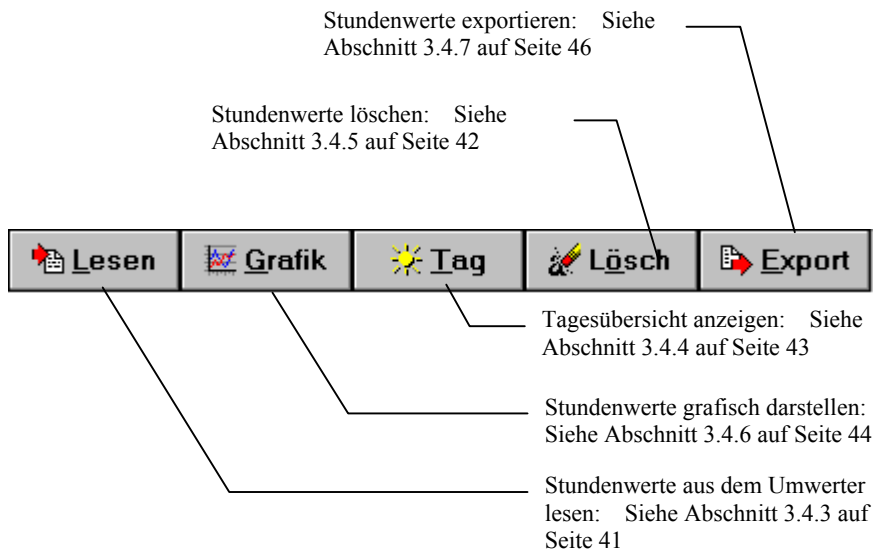 Stundenwerte exportieren: Siehe
Abschnitt 3.4.7 auf Seite 46
Stundenwerte löschen: Siehe
Abschnitt 3.4.5 auf Seite 42
Lesen Grafik Tag Lösch Export
Tagesübersicht anzeigen: Siehe
Abschnitt 3.4.4 auf Seite 43
Stundenwerte grafisch darstellen:
Siehe Abschnitt 3.4.6 auf Seite 44
Stundenwerte aus dem Umwerter
lesen: Siehe Abschnitt 3.4.3 auf
Seite 41